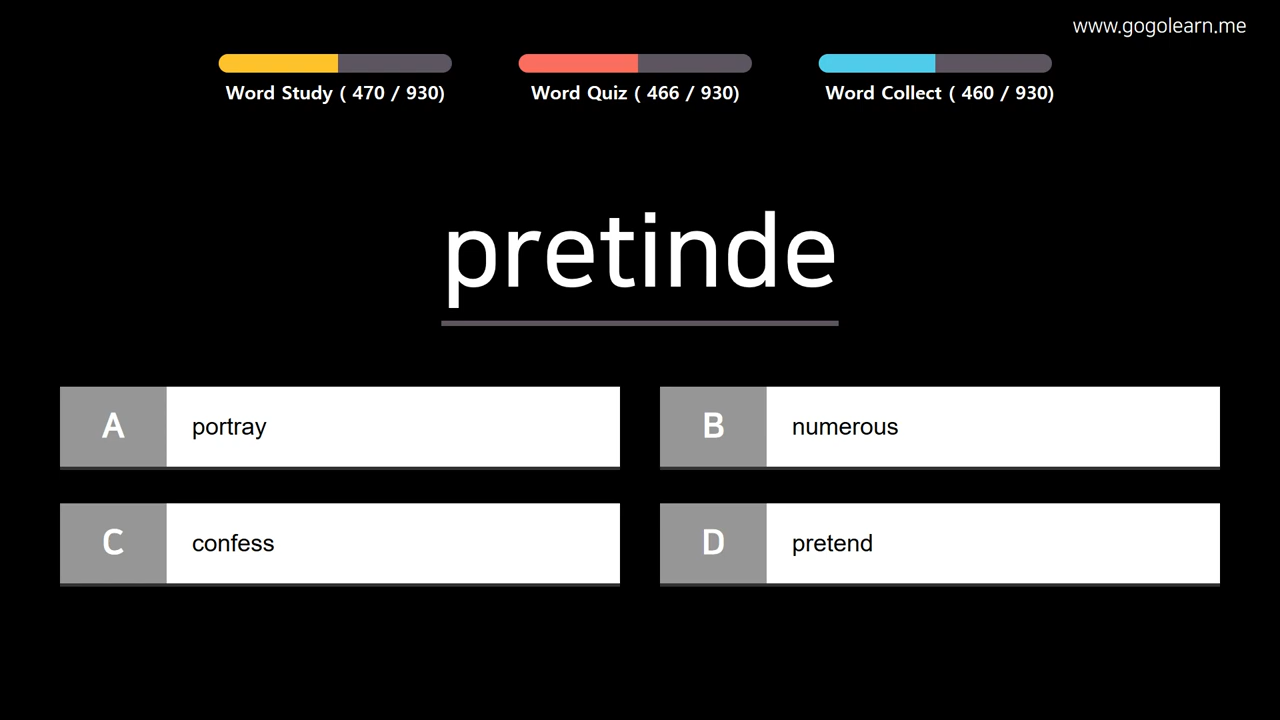 www.gogolearn.me
Word Study ( 470 / 930)
Word Quiz ( 466 / 930)
Word Collect ( 460 / 930)
pretinde
A
portray
B
numerous
C
confess
D
pretend